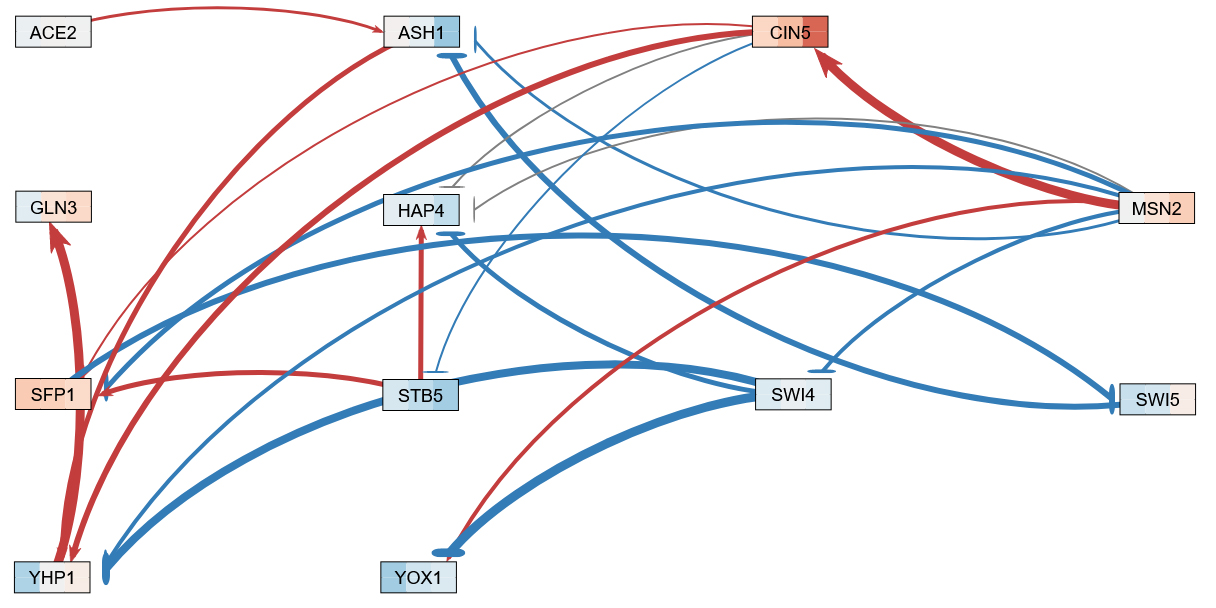 ACE2
ASH1
CIN5
GLN3
HAP4
MSN2
SFP1
STB5
SWI4
SWI5
YHP1
YOX1